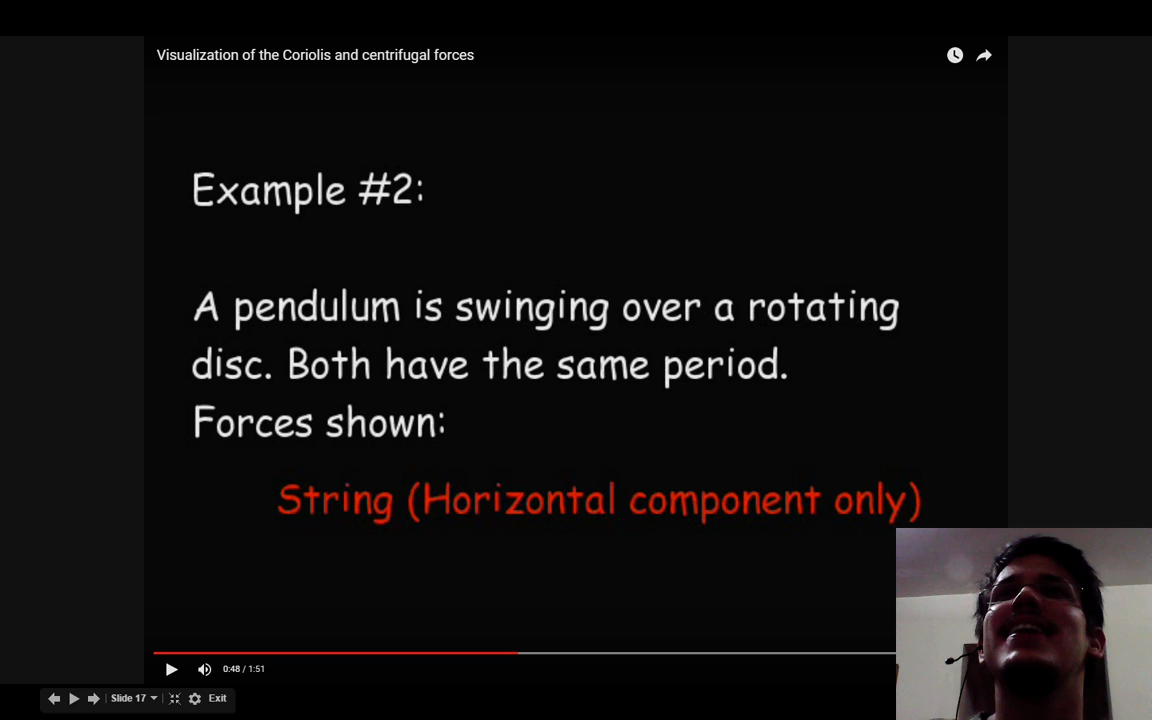 Visualization of the Coriolis and centrifugal forces
Example #2:
A pendulum is swinging over a rotating
disc. Both have the same period.
Forces shown:
String (Horizontal component only)
0:48 / 1:51
Slide 17
Exit